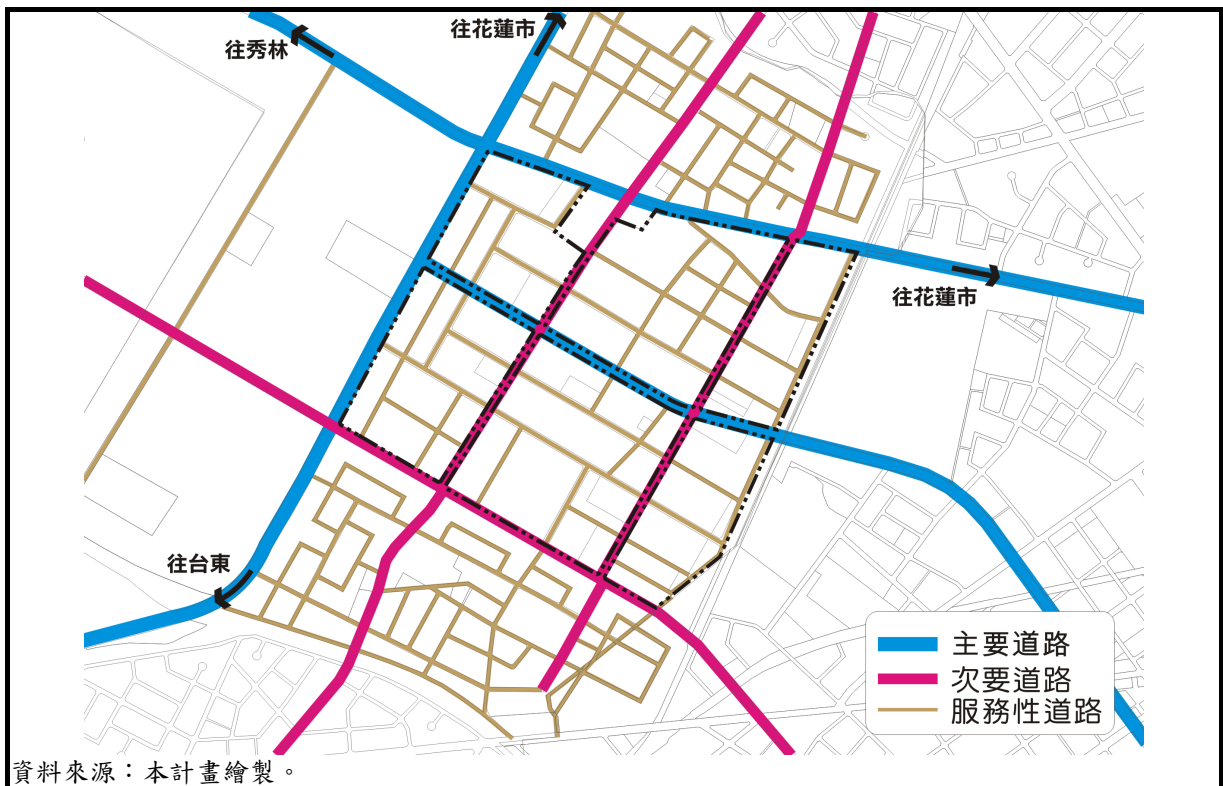 往花蓮市
往秀林
往花蓮市
往台東
主要道路
次要道路
服務性道路
資料來源：本計畫繪製。